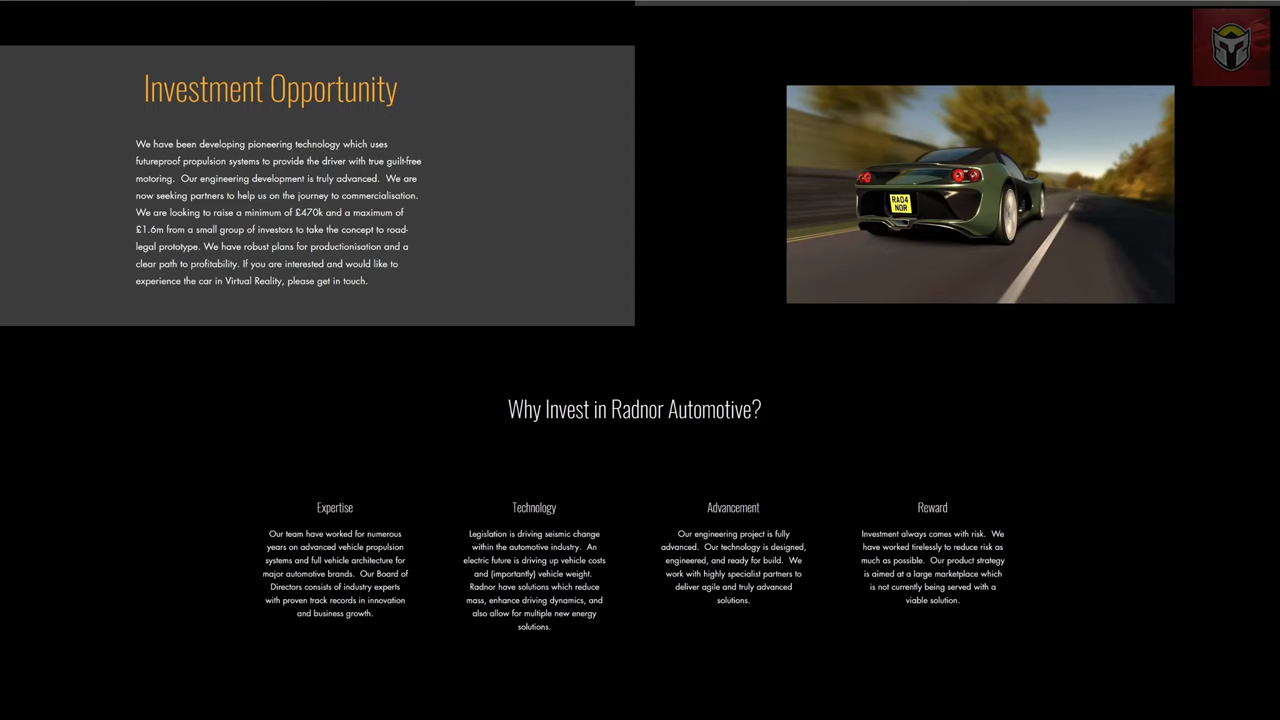 Investment Opportunity
We have been developing pioneering technology which uses
futureproof propulsion systems to provide the driver with true guilt-free
motoring. Our engineering development is truly advanced. We are
now seeking partners to help us on the journey to commercialisation.
We are looking to raise a minimum of £470k and a maximum of
£1.6m from a small group of investors to take the concept to road-
legal prototype. We have robust plans for productionisation and a
clear path to profitability. If you are interested and would like to
experience the car in Virtual Reality, please get in touch.
RA04
NOR
Why Invest in Radnor Automotive?
Expertise
Our team have worked for numerous
years on advanced vehicle propulsion
systems and full vehicle architecture for
major automotive brands. Our Board of
Directors consists of industry experts
with proven track records in innovation
and business growth.
Technology
Legislation is driving seismic change
within the automotive industry. An
electric future is driving up vehicle costs
and (importantly) vehicle weight.
Radnor have solutions which reduce
mass, enhance driving dynamics, and
also allow for multiple new energy
solutions.
Advancement
Our engineering project is fully
advanced. Our technology is designed,
engineered, and ready for build. We
work with highly specialist partners to
deliver agile and truly advanced
solutions.
Reward
Investment always comes with risk. We
have worked tirelessly to reduce risk as
much as possible. Our product strategy
is aimed at a large marketplace which
is not currently being served with a
viable solution.